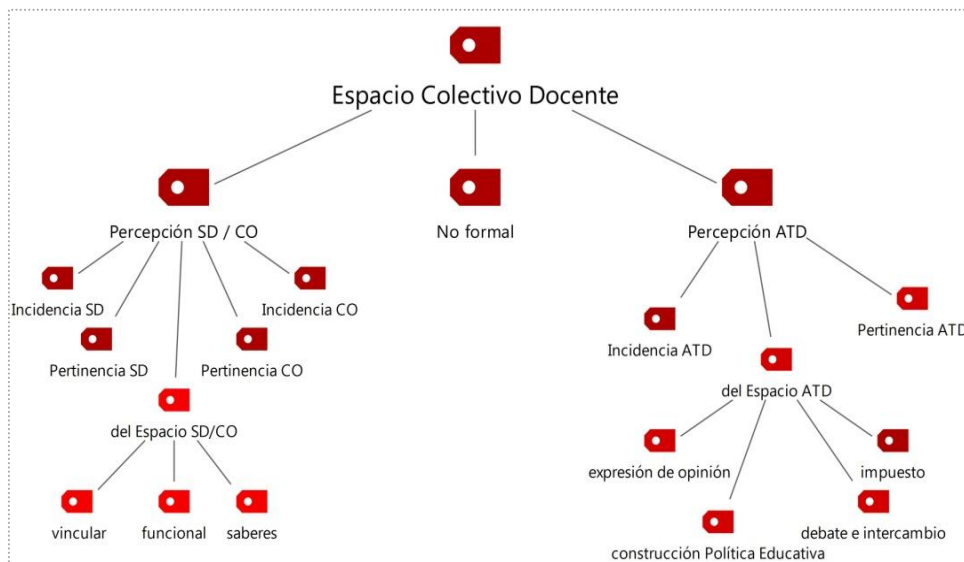 Espacio Colectivo Docente
Percepción SD / CO
No formal
Percepción ATD
Incidencia SD
Incidencia CO
Pertinencia SD
Pertinencia CO
del Espacio SD/CO
vincular
funcional
saberes
Incidencia ATD
Pertinencia ATD
del Espacio ATD
expresión de opinión
impuesto
construcción Política Educativa
debate e intercambio